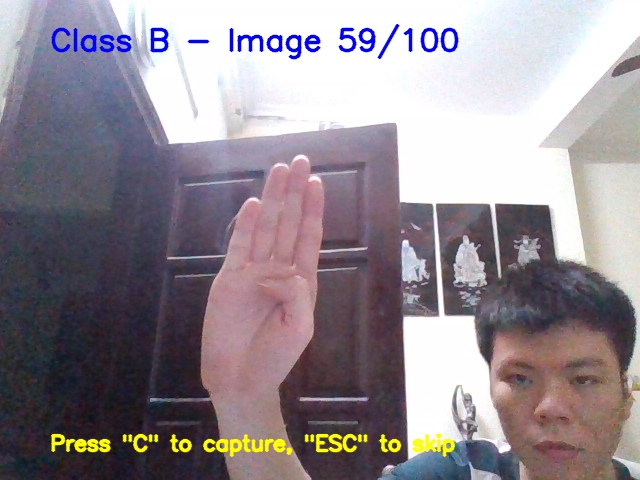 Class B - Image 59/100
Press "C" to capture, "ESC" to skip